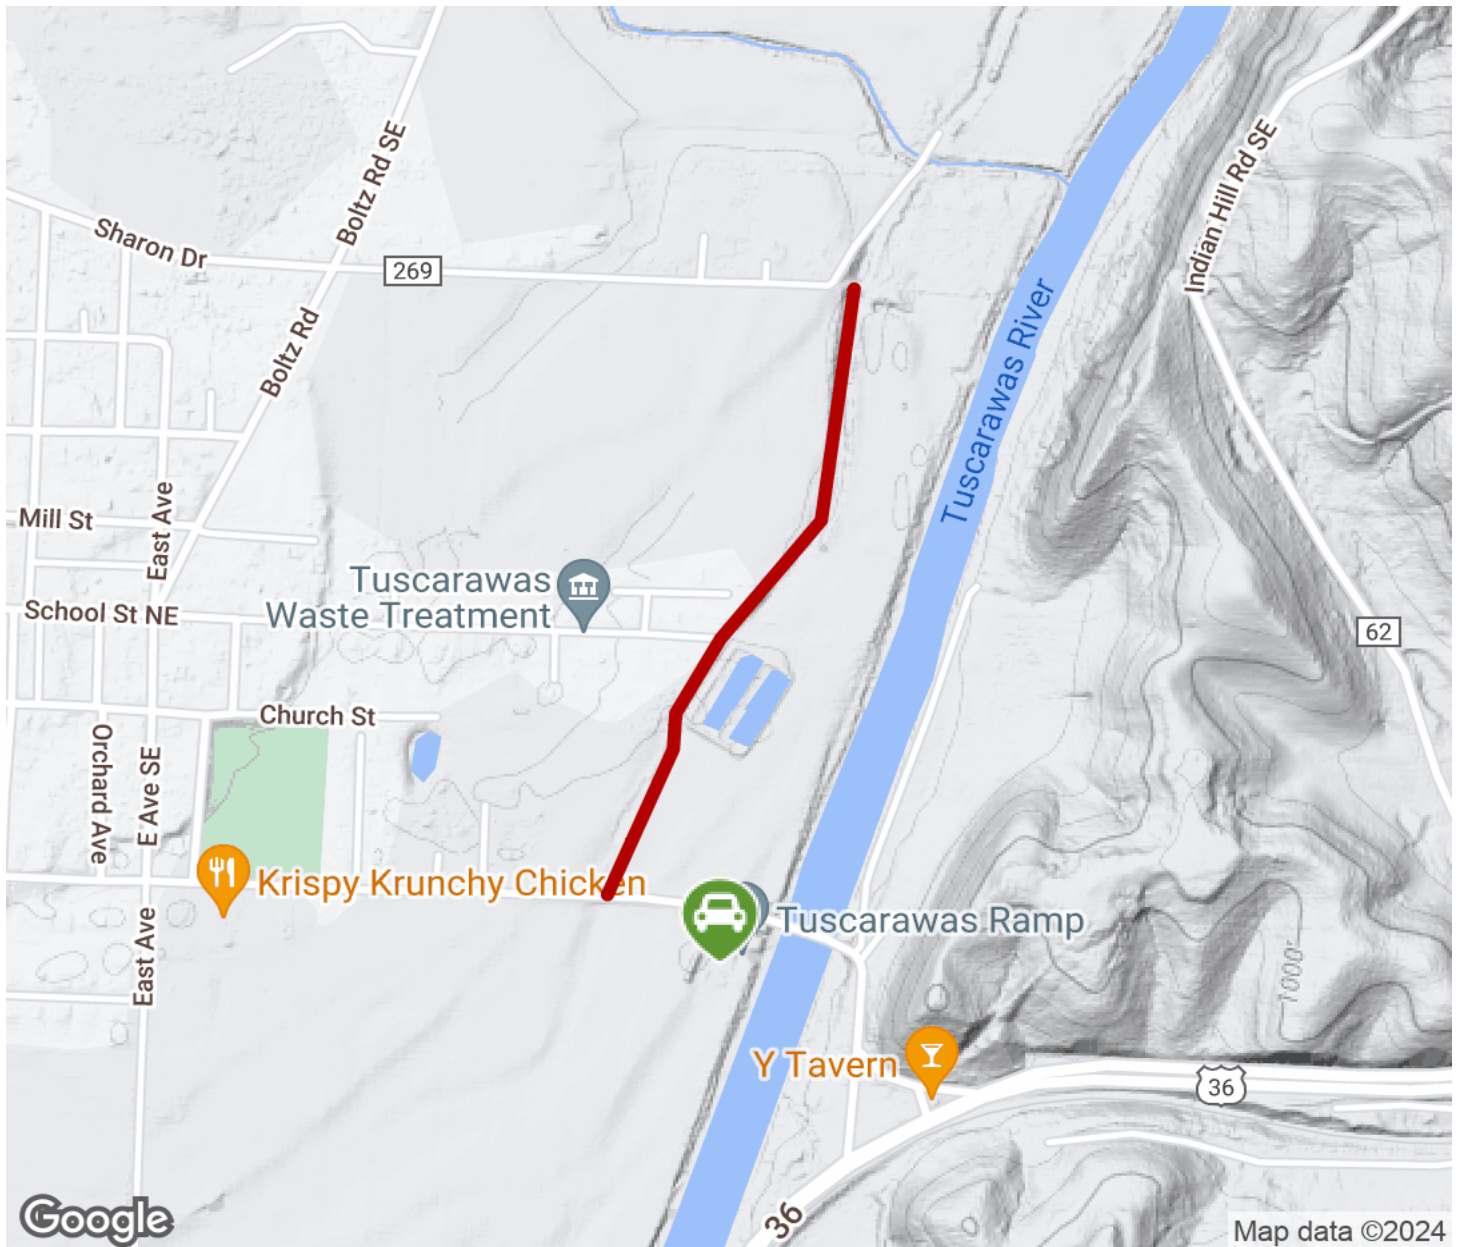 Boltz Rd SE
Sharon Dr
269
Indian Hill Rd SE
Boltz Rd
Tuscarawas River
Mill St
East Ave
Tuscarawas
Waste Treatment
School St NE
62
Church St
Orchard Ave
E Ave SE
Krispy Krunchy Chicken
Tuscarawas Ramp
East Ave
1000'
Y Tavern
36
36
Google
Map data ©2024